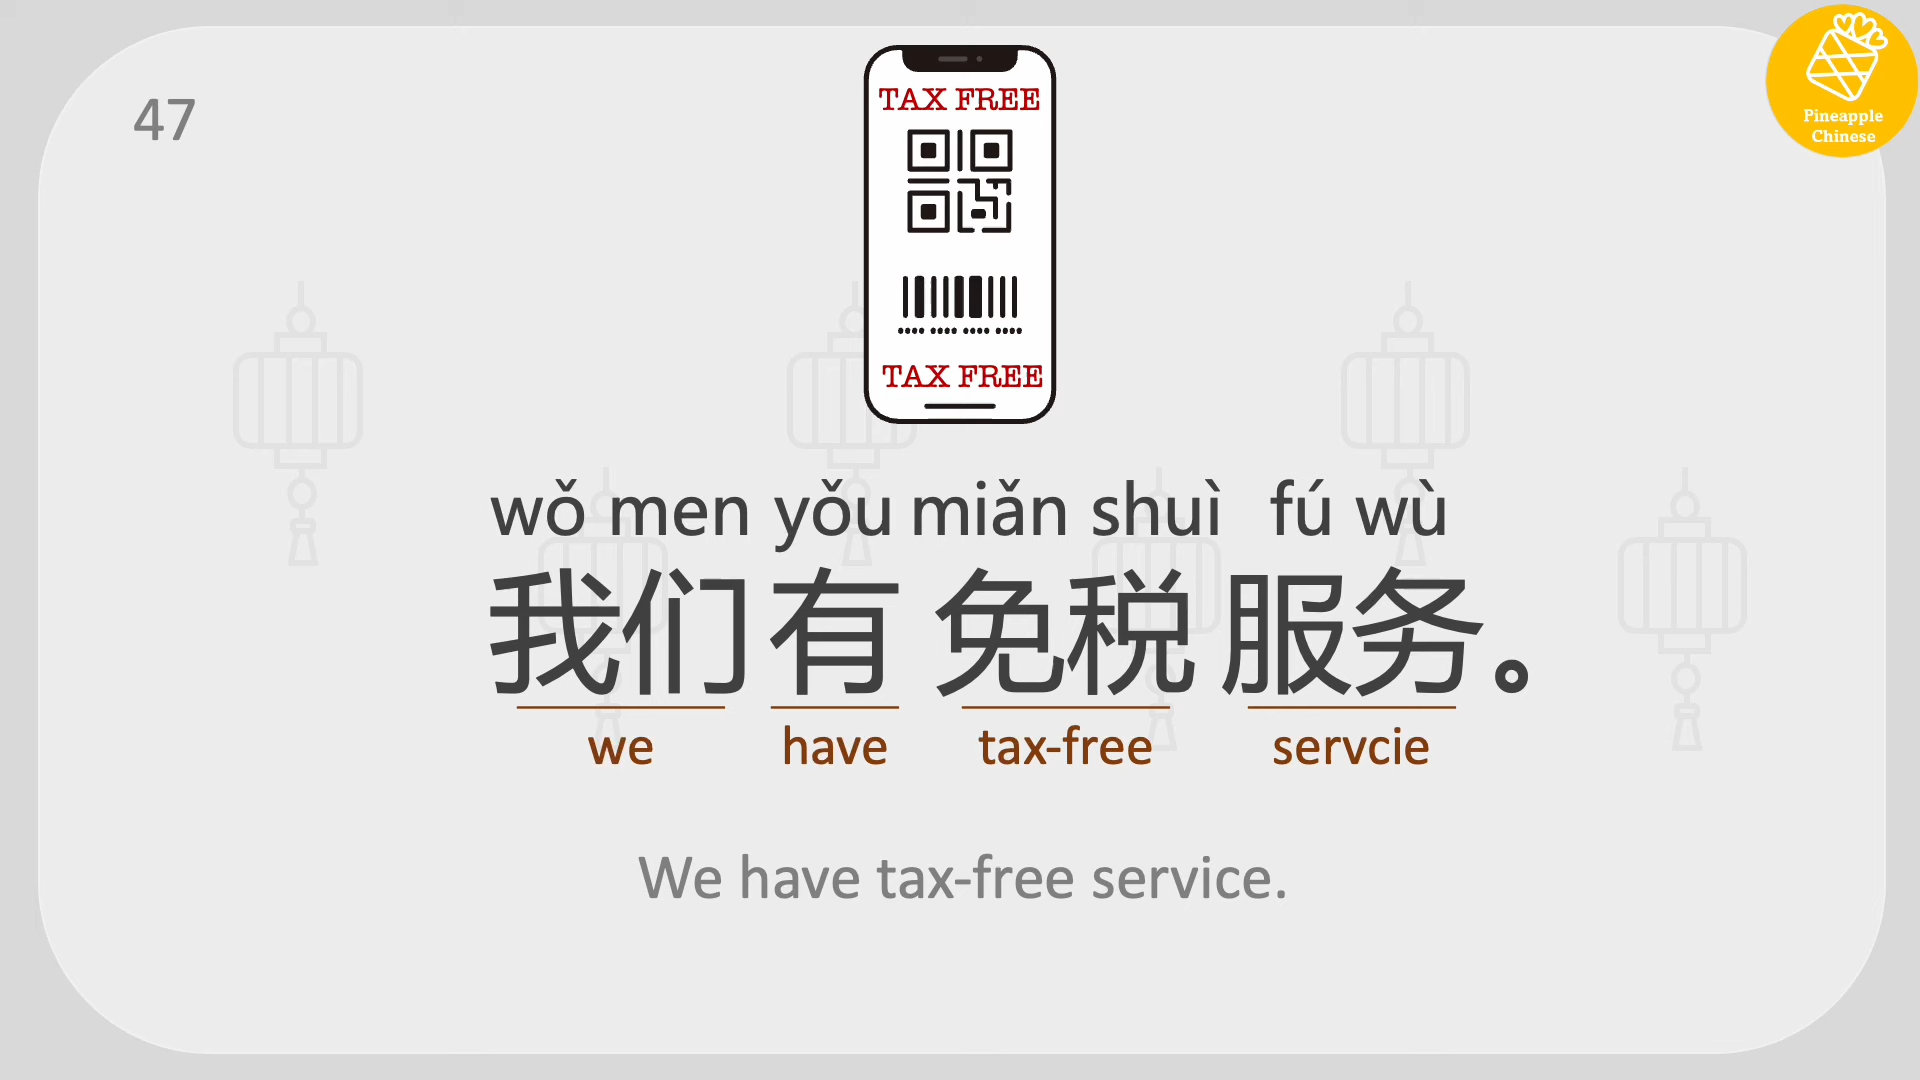 47
TAX FREE
TAX FREE
Pineapple
Chinese
wǒ men yǒu miǎn shuì fú wù
我们有免税服务。
we have tax-free servcie
We have tax-free service.